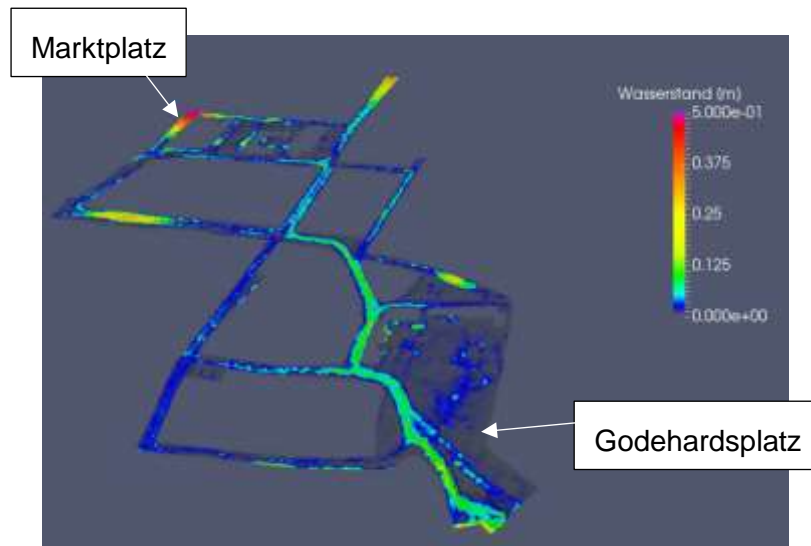 Marktplatz
Wasserstand (m)
5.000e-01
0.375
0.25
0.125
0.000e+00
Godehardsplatz